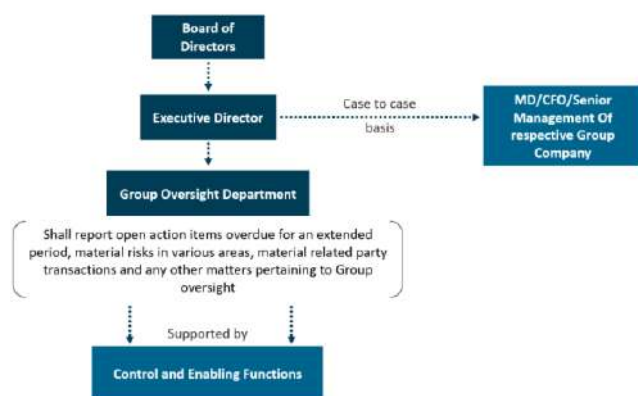 Board of
Directors
Executive Director
Case to case
basis
MD/CFO/Senior
Management Of
respective Group
Company
Group Oversight Department
Shall report open action items overdue for an extended
period, material risks in various areas, material related party
transactions and any other matters pertaining to Group
oversight
Supported by
Control and Enabling Functions